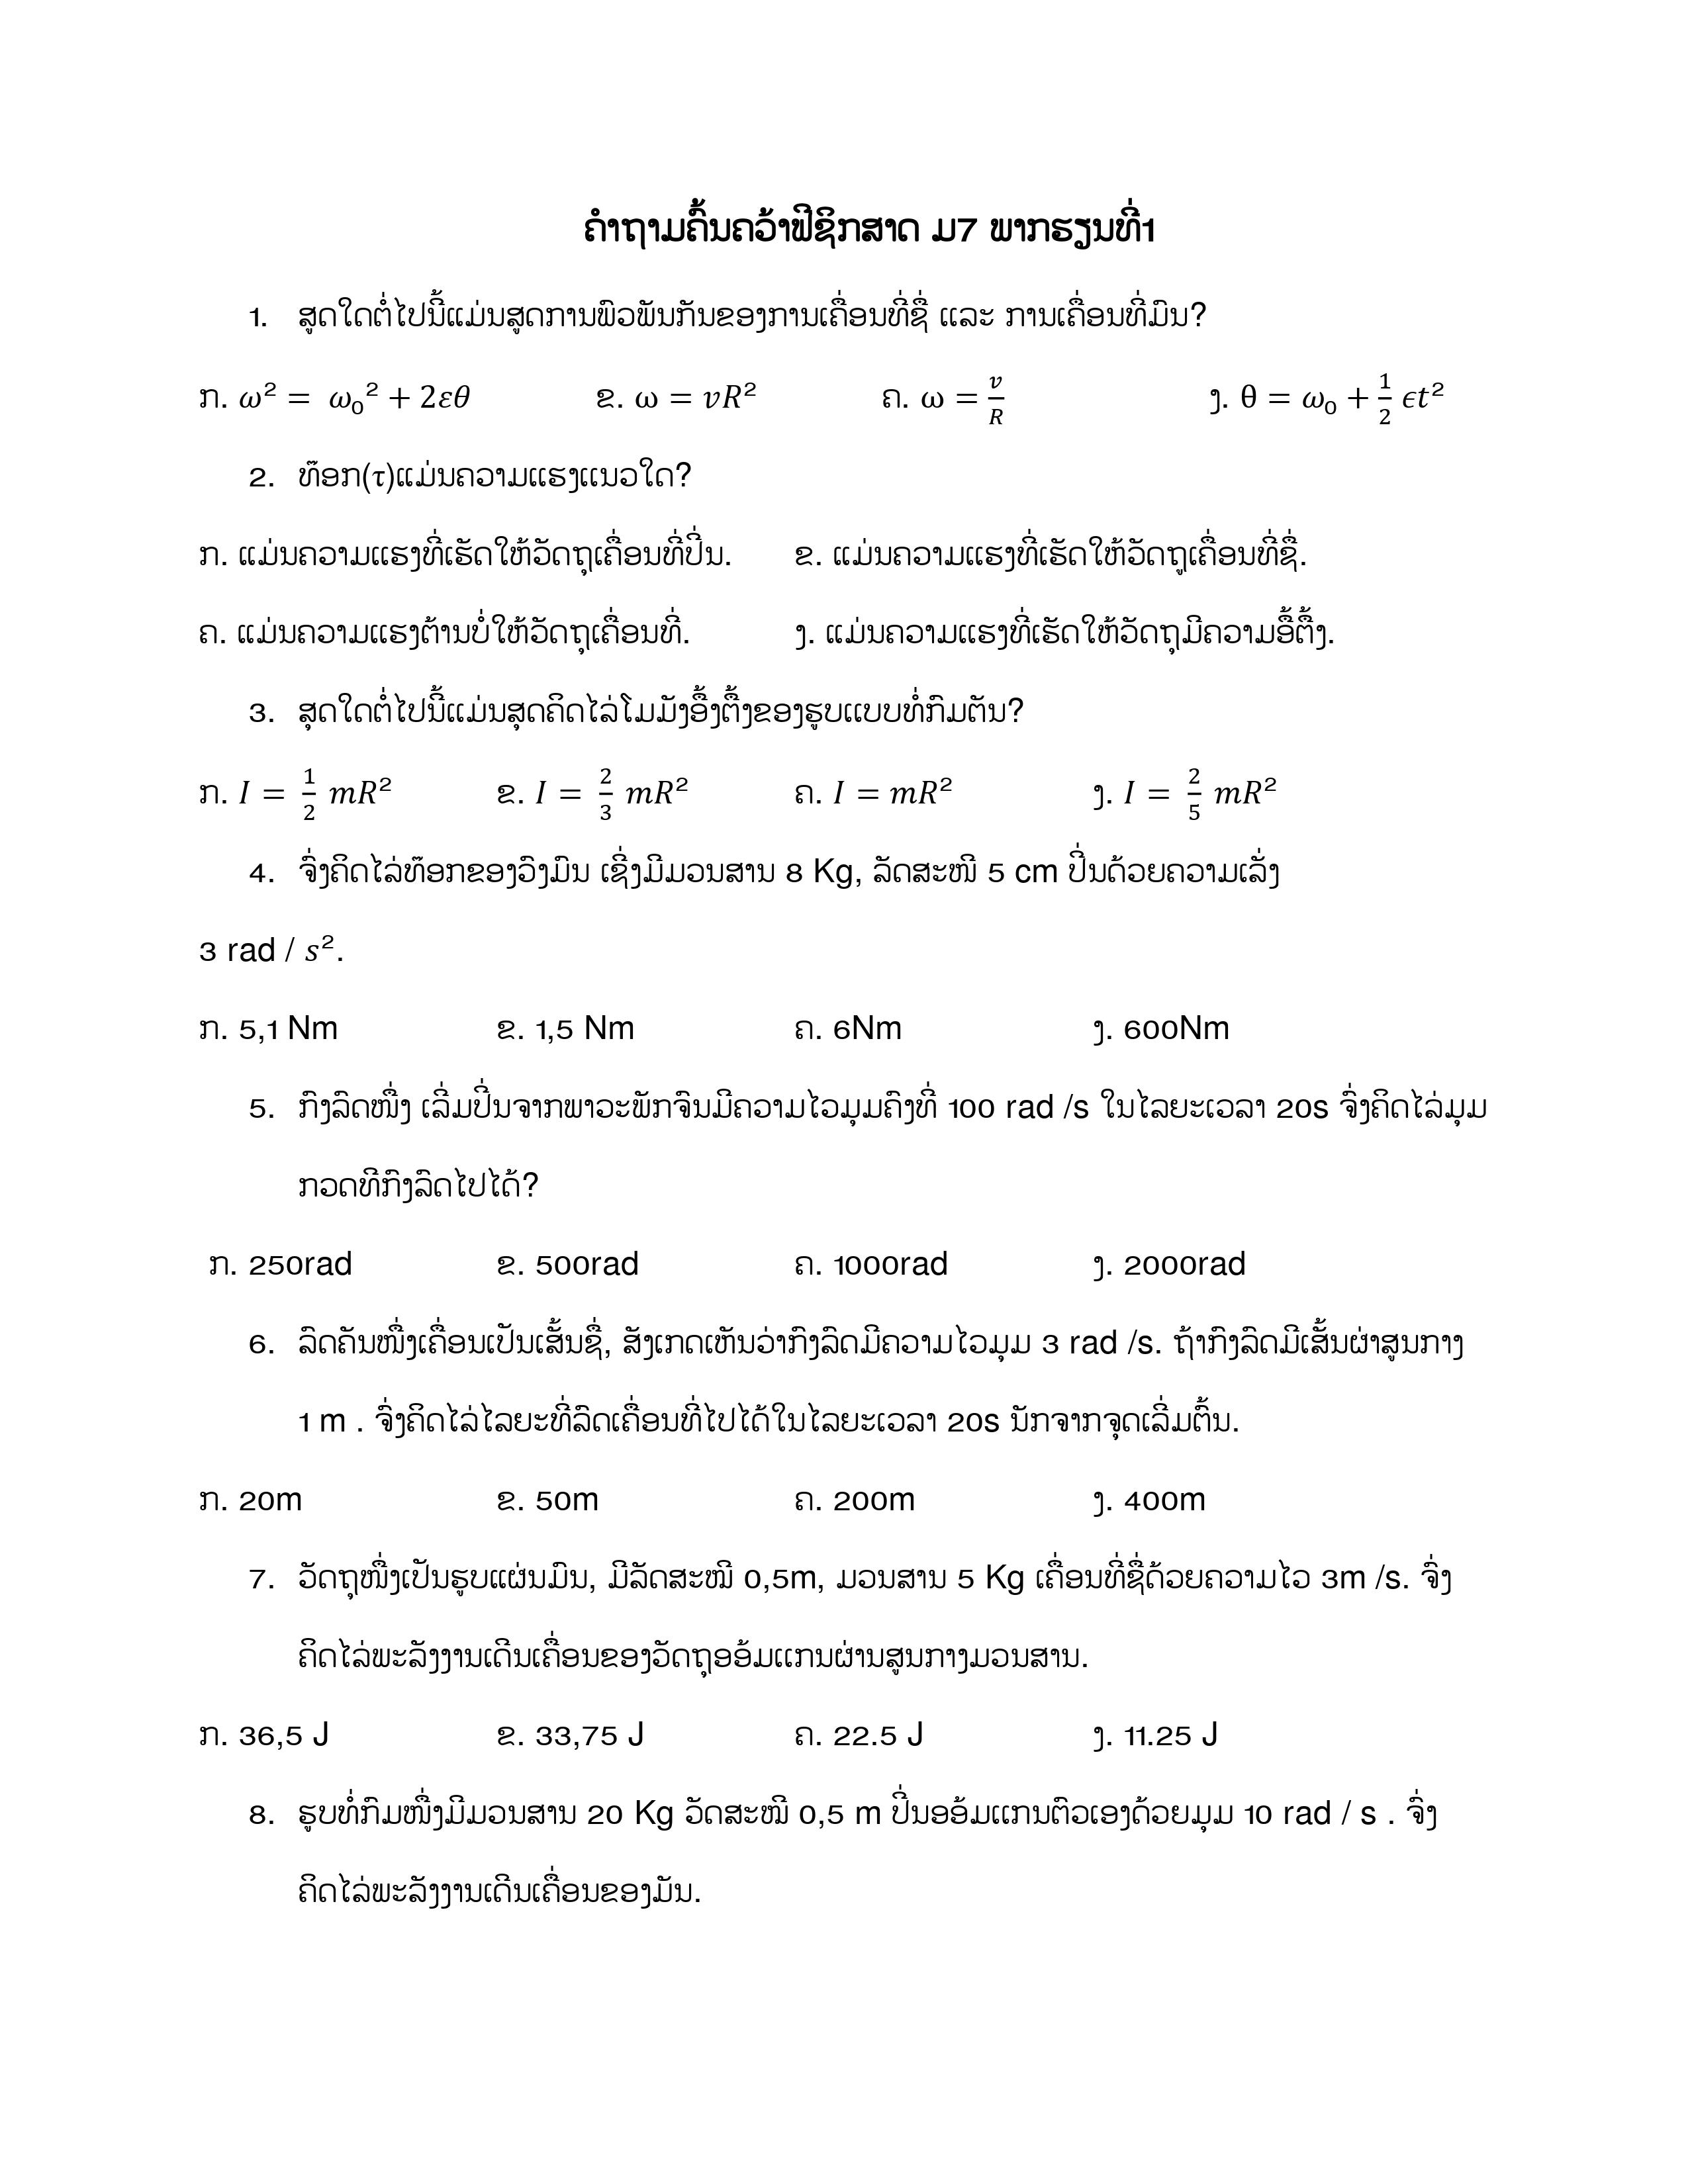 ຄຳຖາມຄົ້ນຄວ້າຟີຊິກສາດ ມ7 ພາກຮຽນທີ່1
1. ສູດໃດຕໍ່ໄປນີ້ແມ່ນສູດການພົວພັນກັນຂອງການເຄື່ອນທີ່ຊື່ ແລະ ການເຄື່ອນທີ່ມົນ?
ກ. ω² = ω₀² + 2εθ ຂ. ω = vR² ຄ. ω = v/R ງ. θ = ω₀ + 1/2 ϵt²
2. ທ໊ອກ(τ)ແມ່ນຄວາມແຮງແນວໃດ?
ກ. ແມ່ນຄວາມແຮງທີ່ເຮັດໃຫ້ວັດຖຸເຄື່ອນທີ່ປິ່ນ. ຂ. ແມ່ນຄວາມແຮງທີ່ເຮັດໃຫ້ວັດຖູເຄື່ອນທີ່ຊື່.
ຄ. ແມ່ນຄວາມແຮງຕ້ານບໍ່ໃຫ້ວັດຖຸເຄື່ອນທີ່. ງ. ແມ່ນຄວາມແຮງທີ່ເຮັດໃຫ້ວັດຖຸມີຄວາມອື້ຕື້ງ.
3. ສຸດໃດຕໍ່ໄປນີ້ແມ່ນສຸດຄິດໄລ່ໂມມັງອື້ງຕື້ງຂອງຮູບແບບທໍ່ກົມຕັນ?
ກ. I = 1/2 mR² ຂ. I = 2/3 mR² ຄ. I = mR² ງ. I = 2/5 mR²
4. ຈົ່ງຄິດໄລ່ທ໊ອກຂອງວົງມົນ ເຊິ່ງມີມວນສານ 8 Kg, ລັດສະໝີ 5 cm ປິ່ນດ້ວຍຄວາມເລັ່ງ
3 rad / s².
ກ. 5,1 Nm ຂ. 1,5 Nm ຄ. 6Nm ງ. 600Nm
5. ກົງລົດໜື່ງ ເລີ່ມປິ່ນຈາກພາວະພັກຈົນມີຄວາມໄວມຸມຄົງທີ່ 100 rad /s ໃນໄລຍະເວລາ 20s ຈົ່ງຄິດໄລ່ມຸມ
ກວດທີກົງລົດໄປໄດ້?
ກ. 250rad ຂ. 500rad ຄ. 1000rad ງ. 2000rad
6. ລົດຄັນໜຶ່ງເຄື່ອນເປັນເສັ້ນຊື່, ສັງເກດເຫັນວ່າກົງລົດມີຄວາມໄວມຸມ 3 rad /s. ຖ້າກົງລົດມີເສັ້ນຜ່າສູນກາງ
1 m . ຈົ່ງຄິດໄລ່ໄລຍະທີ່ລົດເຄື່ອນທີ່ໄປໄດ້ໃນໄລຍະເວລາ 20s ນັກຈາກຈຸດເລີ່ມຕົ້ນ.
ກ. 20m ຂ. 50m ຄ. 200m ງ. 400m
7. ວັດຖຸໜື່ງເປັນຮູບແຜ່ນມົນ, ມີລັດສະໝີ 0,5m, ມວນສານ 5 Kg ເຄື່ອນທີ່ຊື່ດ້ວຍຄວາມໄວ 3m /s. ຈົ່ງ
ຄິດໄລ່ພະລັງງານເດີນເຄື່ອນຂອງວັດຖຸອອ້ມແກນຜ່ານສູນກາງມວນສານ.
ກ. 36,5 J ຂ. 33,75 J ຄ. 22.5 J ງ. 11.25 J
8. ຮູບທໍ່ກົມໜື່ງມີມວນສານ 20 Kg ວັດສະໝີ 0,5 m ປິ່ນອອ້ມແກນຕົວເອງດ້ວຍມຸມ 10 rad / s . ຈົ່ງ
ຄິດໄລ່ພະລັງງານເດີນເຄື່ອນຂອງມັນ.